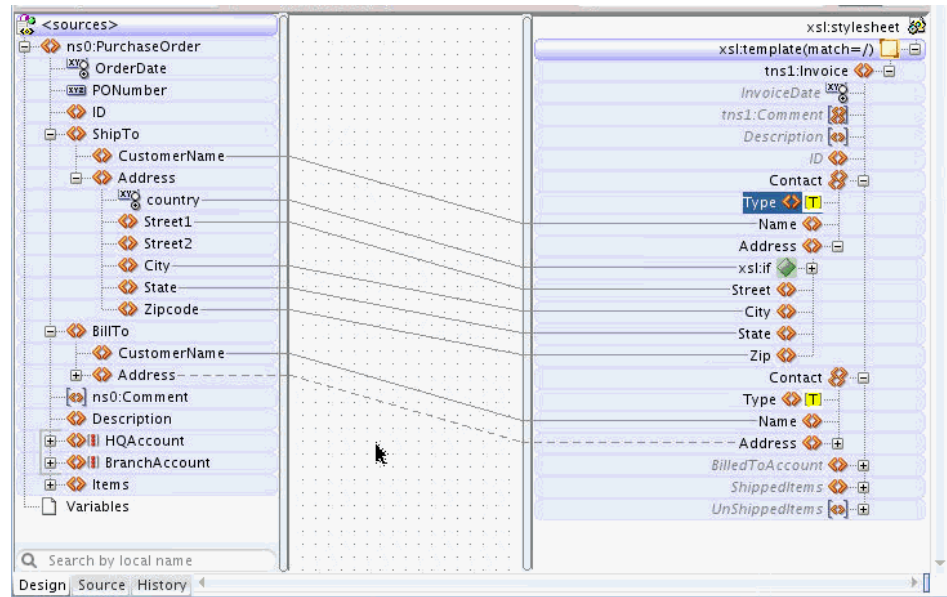 <sources>
ns0:PurchaseOrder
OrderDate
PONumber
ID
ShipTo
CustomerName
Address
country
Street1
Street2
City
State
Zipcode
BillTo
CustomerName
Address
ns0:Comment
Description
HQAccount
BranchAccount
Items
Variables
Search by local name
Design Source History
xsl:stylesheet
xsl:template(match=/)
tns1:Invoice
InvoiceDate
tns1:Comment
Description
ID
Contact
Type [T]
Name
Address
xsl:if
Street
City
State
Zip
Contact
Type [T]
Name
Address
BilledToAccount
ShippedItems
UnShippedItems